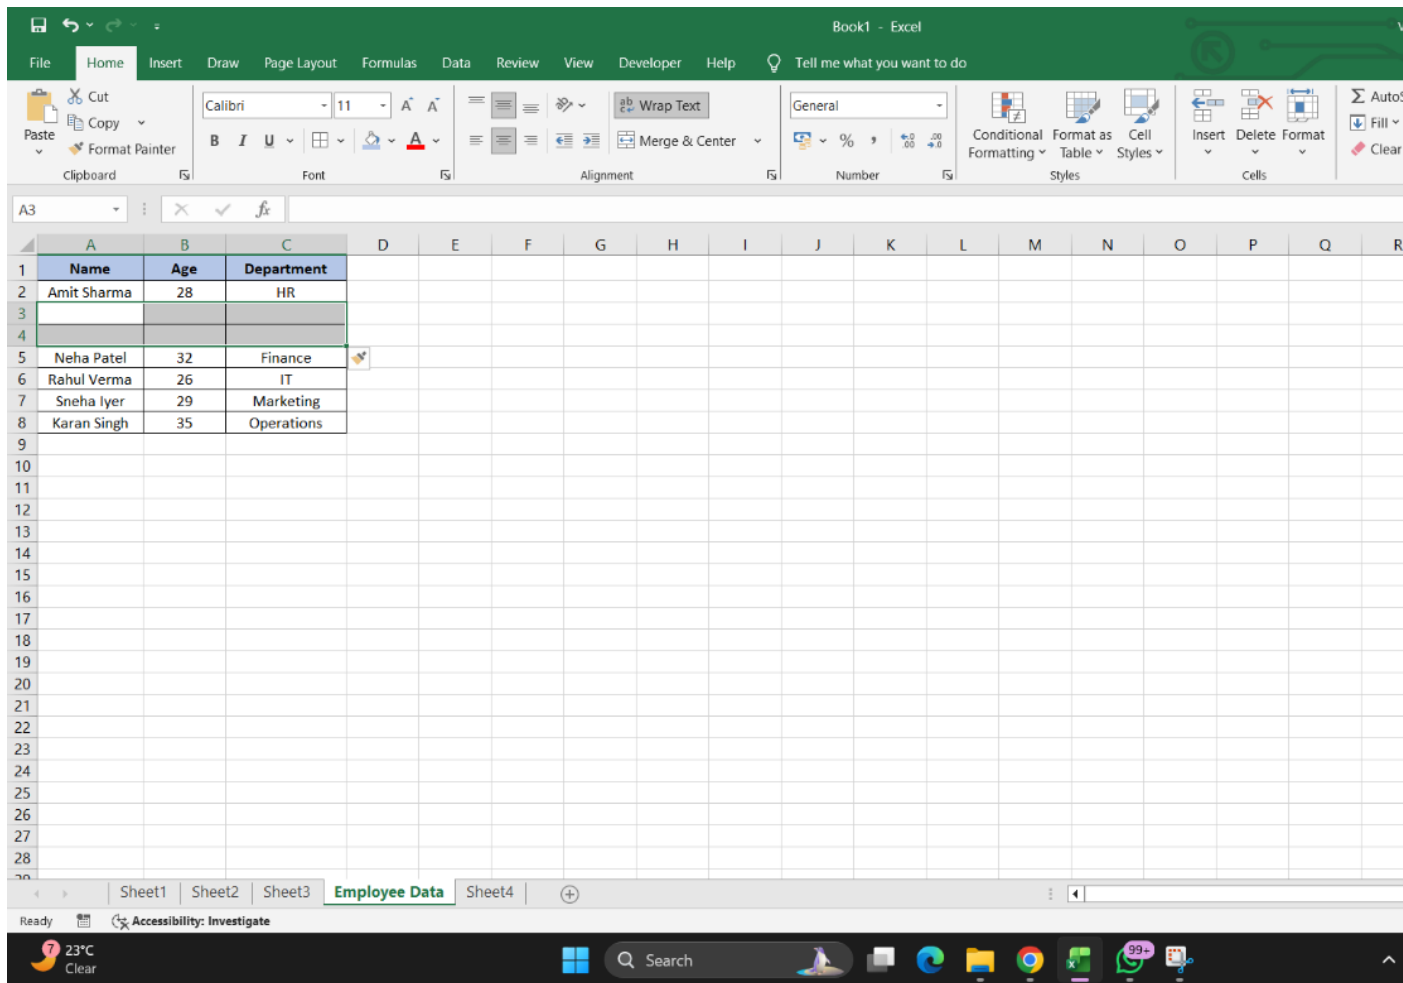 Book1 - Excel
File Home Insert Draw Page Layout Formulas Data Review View Developer Help Tell me what you want to do
Cut
Copy
Format Painter
Paste
Clipboard
Calibri 11
B I U
Font
Wrap Text
Merge & Center
Alignment
General
%
Number
Conditional Formatting
Format as Table
Cell Styles
Styles
Insert Delete Format
Cells
Fill
Clear
A3 fx
A B C D E F G H I J K L M N O P Q R
1 Name Age Department
2 Amit Sharma 28 HR
3
4
5 Neha Patel 32 Finance
6 Rahul Verma 26 IT
7 Sneha Iyer 29 Marketing
8 Karan Singh 35 Operations
9
10
11
12
13
14
15
16
17
18
19
20
21
22
23
24
25
26
27
28
Sheet1 Sheet2 Sheet3 Employee Data Sheet4
Ready Accessibility: Investigate
7 23°C
Clear
Search
99+